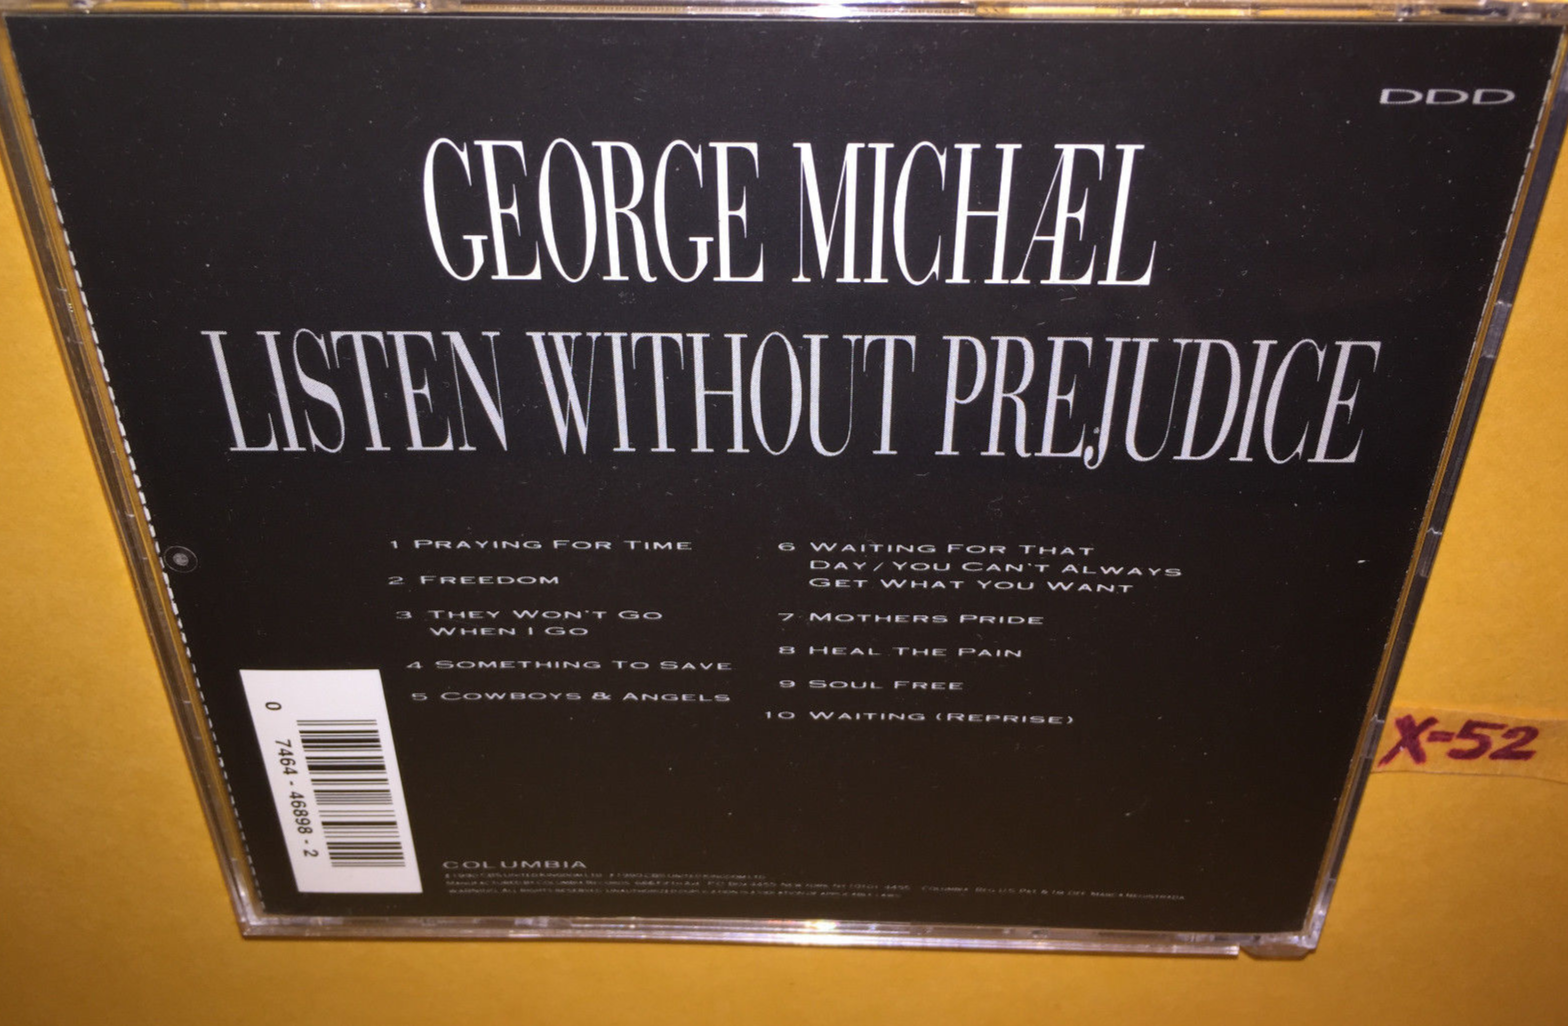 DDD
GEORGE MICHÆL
LISTEN WITHOUT PREJUDICE
1 PRAYING FOR TIME
2 FREEDOM
3 THEY WON'T GO
WHEN I GO
4 SOMETHING TO SAVE
5 COWBOYS & ANGELS
6 WAITING FOR THAT
DAY/YOU CAN'T ALWAYS
GET WHAT YOU WANT
7 MOTHERS PRIDE
8 HEAL THE PAIN
9 SOUL FREE
10 WAITING (REPRISE)
X-52
0 7464-46898-2
COLUMBIA